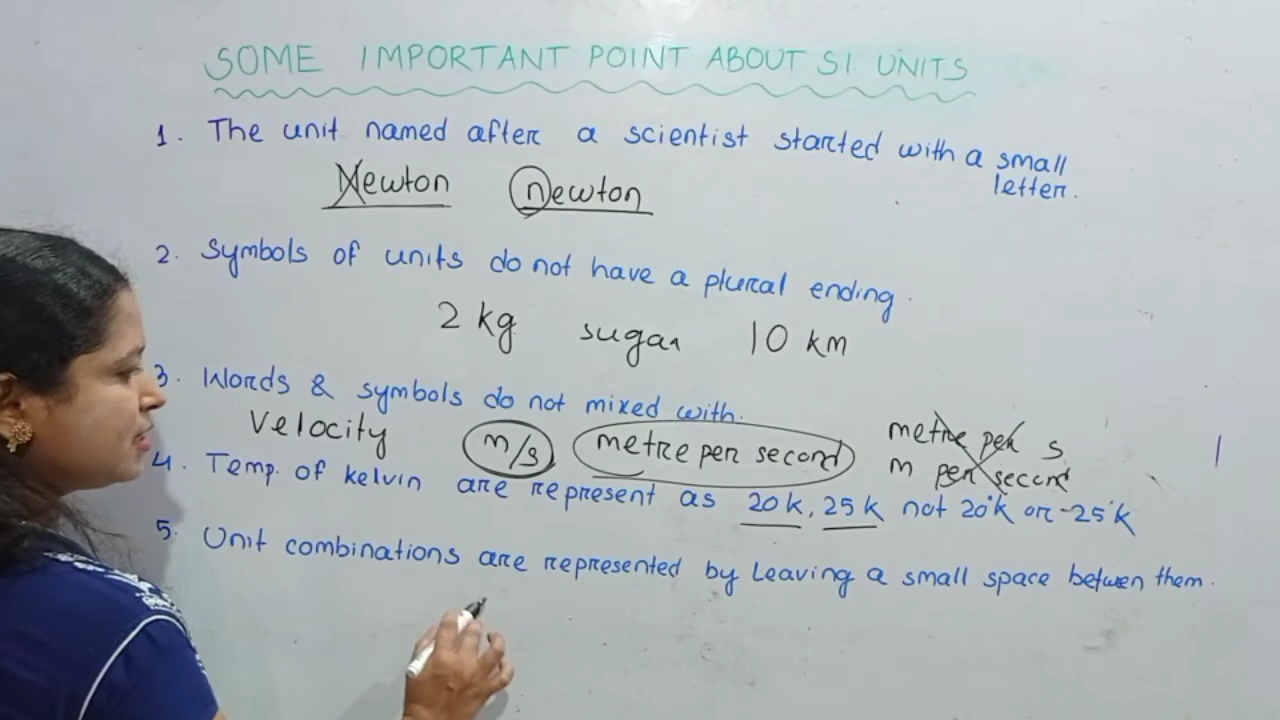 SOME IMPORTANT POINT ABOUT SI. UNITS
1. The unit named after a scientist started with a small
letter.
Newton newton
2. Symbols of units do not have a plural ending.
2 kg sugar 10 km
3. Words & symbols do not mixed with.
Velocity m/s metre per second metre per s
m per second
4. Temp. of kelvin are represent as 20 k, 25 k not 20°k or -25°k
5. Unit combinations are represented by leaving a small space between them.